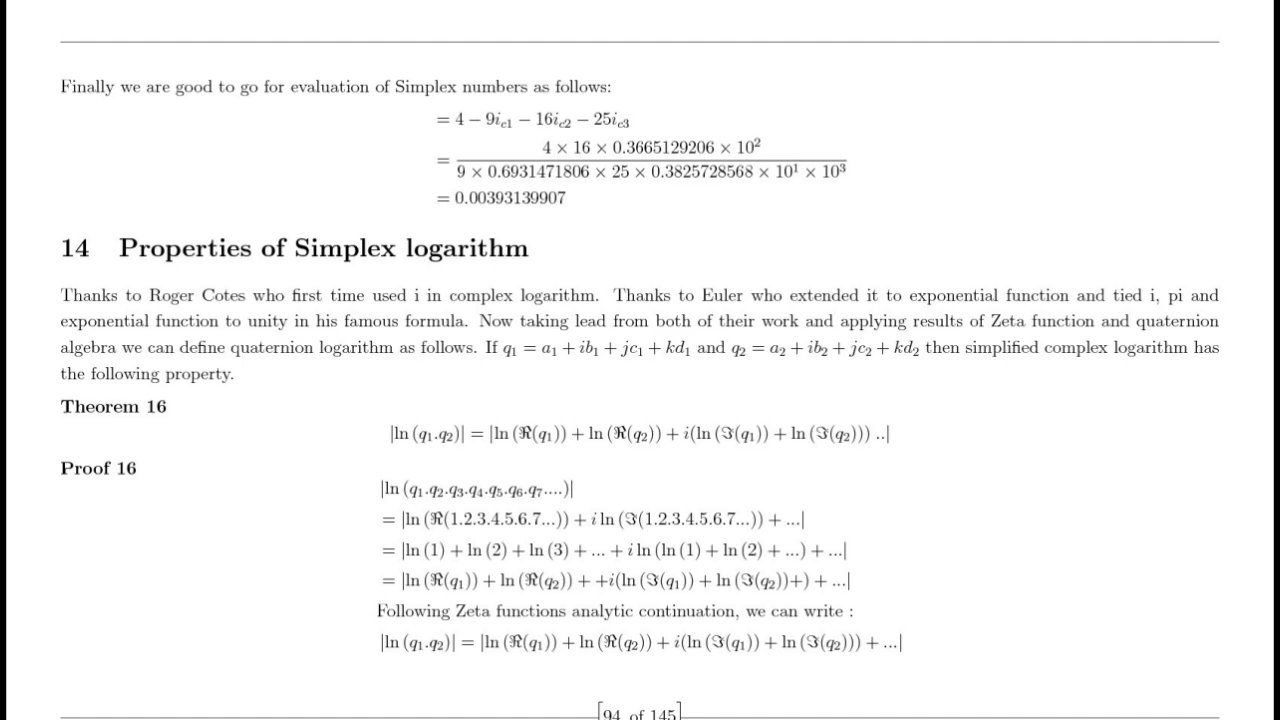 Finally we are good to go for evaluation of Simplex numbers as follows:
= 4 − 9i_{c1} − 16i_{c2} − 25i_{c3}
= \frac{4 × 16 × 0.3665129206 × 10^2}{9 × 0.6931471806 × 25 × 0.3825728568 × 10^1 × 10^3}
= 0.00393139907
14 Properties of Simplex logarithm
Thanks to Roger Cotes who first time used i in complex logarithm. Thanks to Euler who extended it to exponential function and tied i, pi and
exponential function to unity in his famous formula. Now taking lead from both of their work and applying results of Zeta function and quaternion
algebra we can define quaternion logarithm as follows. If q₁ = a₁ + ib₁ + jc₁ + kd₁ and q₂ = a₂ + ib₂ + jc₂ + kd₂ then simplified complex logarithm has
the following property.
Theorem 16
|ln (q₁.q₂)| = |ln (ℜ(q₁)) + ln (ℜ(q₂)) + i(ln (ℑ(q₁)) + ln (ℑ(q₂))) ..|
Proof 16
|ln (q₁.q₂.q₃.q₄.q₅.q₆.q₇....)|
= |ln (ℜ(1.2.3.4.5.6.7...)) + i ln (ℑ(1.2.3.4.5.6.7...)) + ...|
= |ln (1) + ln (2) + ln (3) + ... + i ln (ln (1) + ln (2) + ...) + ...|
= |ln (ℜ(q₁)) + ln (ℜ(q₂)) + +i(ln (ℑ(q₁)) + ln (ℑ(q₂))+) + ...|
Following Zeta functions analytic continuation, we can write :
|ln (q₁.q₂)| = |ln (ℜ(q₁)) + ln (ℜ(q₂)) + i(ln (ℑ(q₁)) + ln (ℑ(q₂))) + ...|
⌈94 of 145⌉